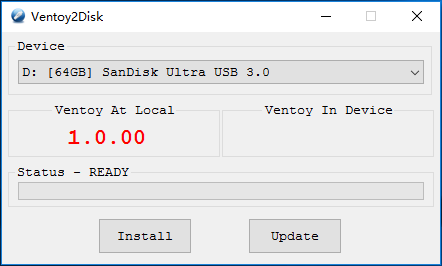 Ventoy2Disk
Device
D: [64GB] SanDisk Ultra USB 3.0
Ventoy At Local
Ventoy In Device
1.0.00
Status - READY
Install
Update